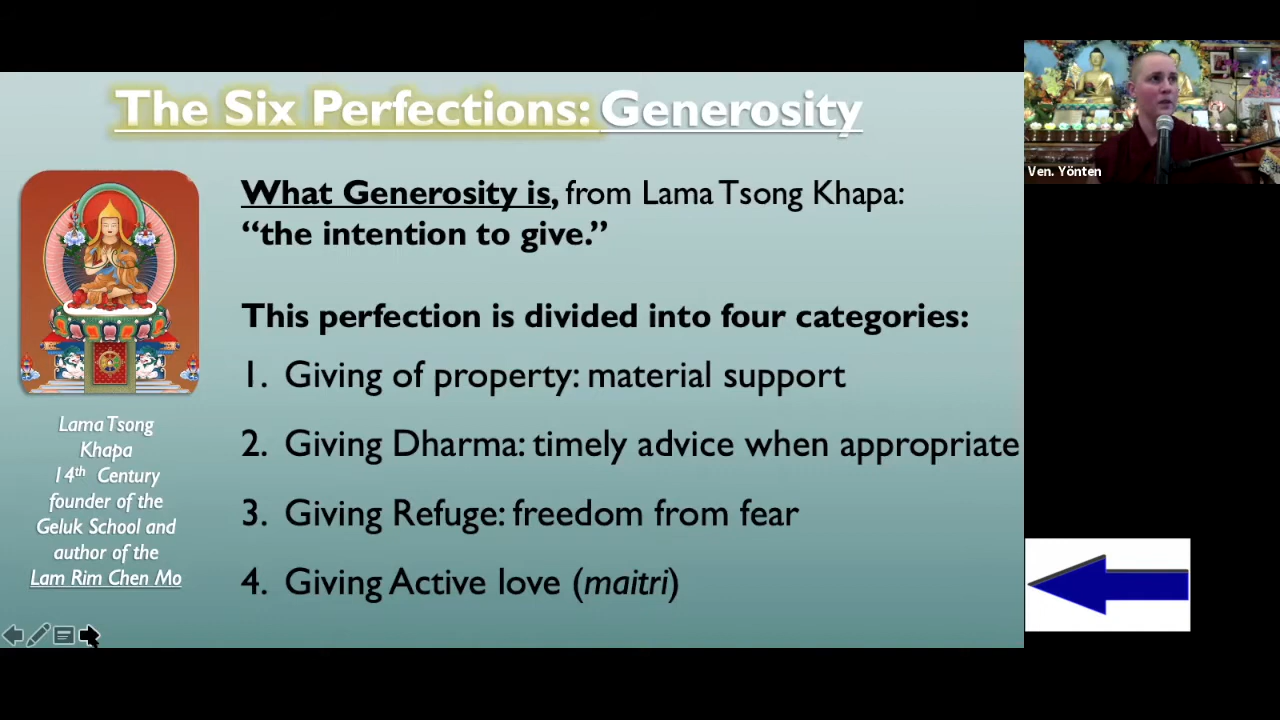 The Six Perfections: Generosity
What Generosity is, from Lama Tsong Khapa:
“the intention to give.”
This perfection is divided into four categories:
1. Giving of property: material support
2. Giving Dharma: timely advice when appropriate
3. Giving Refuge: freedom from fear
4. Giving Active love (maitri)
Lama Tsong
Khapa
14th Century
founder of the
Geluk School and
author of the
Lam Rim Chen Mo
Ven. Yönten